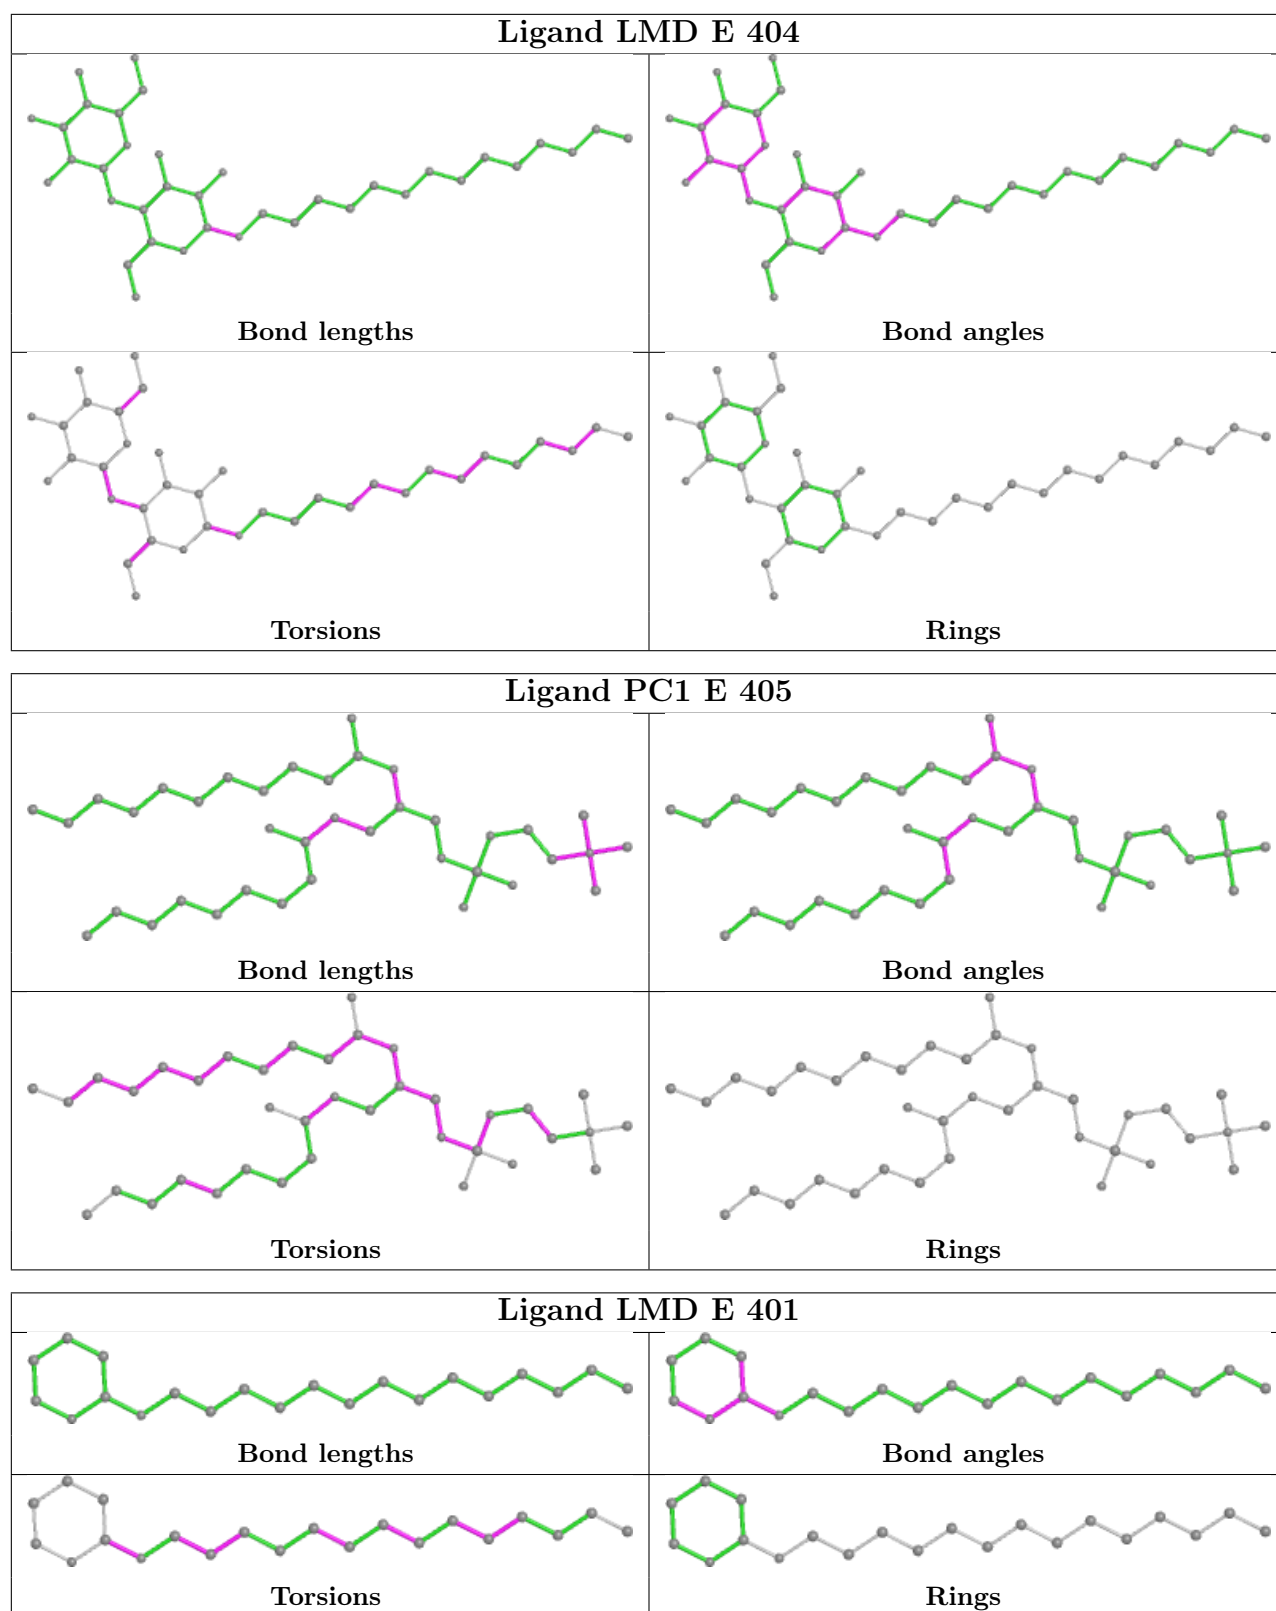 Ligand LMD E 404
Bond lengths
Bond angles
Torsions
Rings
Ligand PC1 E 405
Bond lengths
Bond angles
Torsions
Rings
Ligand LMD E 401
Bond lengths
Bond angles
Torsions
Rings